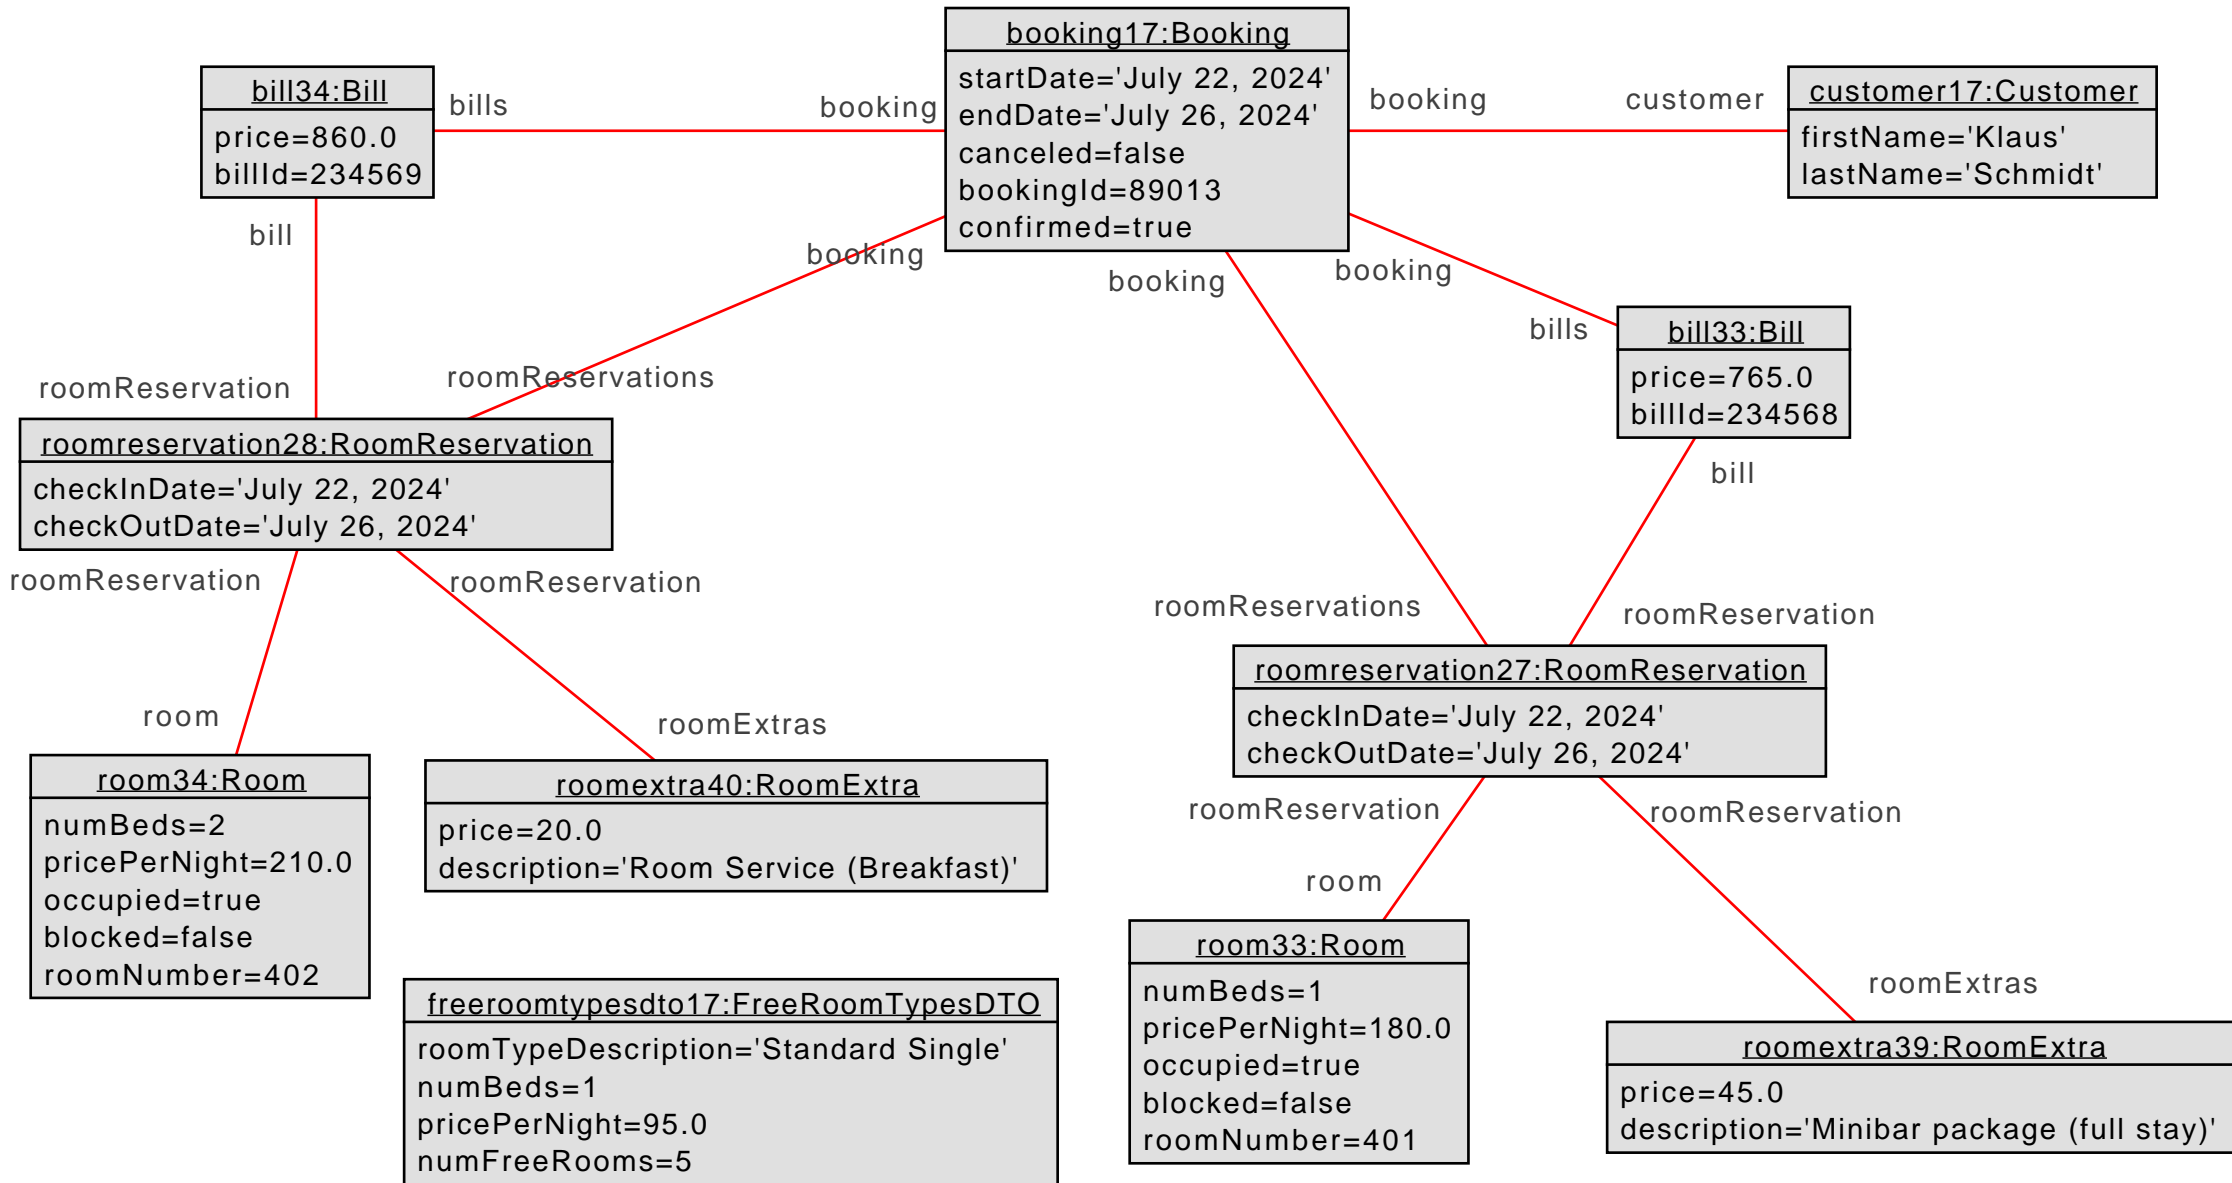 booking17:Booking
startDate='July 22, 2024'
endDate='July 26, 2024'
canceled=false
bookingId=89013
confirmed=true
bill34:Bill
price=860.0
billId=234569
bills
booking
booking
customer
customer17:Customer
firstName='Klaus'
lastName='Schmidt'
bill
booking
booking
booking
bills
bill33:Bill
price=765.0
billId=234568
roomReservation
roomReservations
bill
roomreservation28:RoomReservation
checkInDate='July 22, 2024'
checkOutDate='July 26, 2024'
roomReservations
roomReservation
roomReservation
roomReservation
roomreservation27:RoomReservation
checkInDate='July 22, 2024'
checkOutDate='July 26, 2024'
room
roomExtras
roomReservation
roomReservation
room34:Room
numBeds=2
pricePerNight=210.0
occupied=true
blocked=false
roomNumber=402
roomextra40:RoomExtra
price=20.0
description='Room Service (Breakfast)'
room
roomExtras
freeroomtypesdto17:FreeRoomTypesDTO
roomTypeDescription='Standard Single'
numBeds=1
pricePerNight=95.0
numFreeRooms=5
room33:Room
numBeds=1
pricePerNight=180.0
occupied=true
blocked=false
roomNumber=401
roomextra39:RoomExtra
price=45.0
description='Minibar package (full stay)'